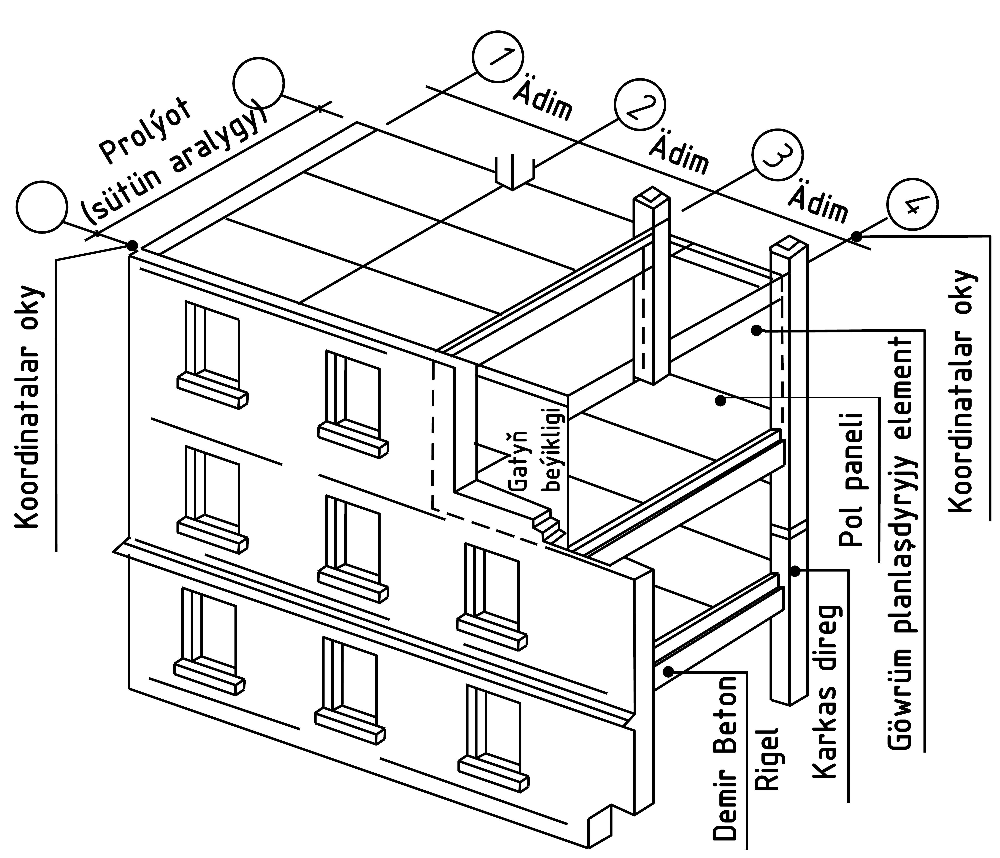 1
Ädim
2
Ädim
3
Ädim
4
Prolýot
(sütün aralygy)
Koordinatalar oky
Gatyň
beýikligi
Demir Beton
Rigel
Karkas direg
Pol paneli
Göwrüm planlaşdyryjy element
Koordinatalar oky